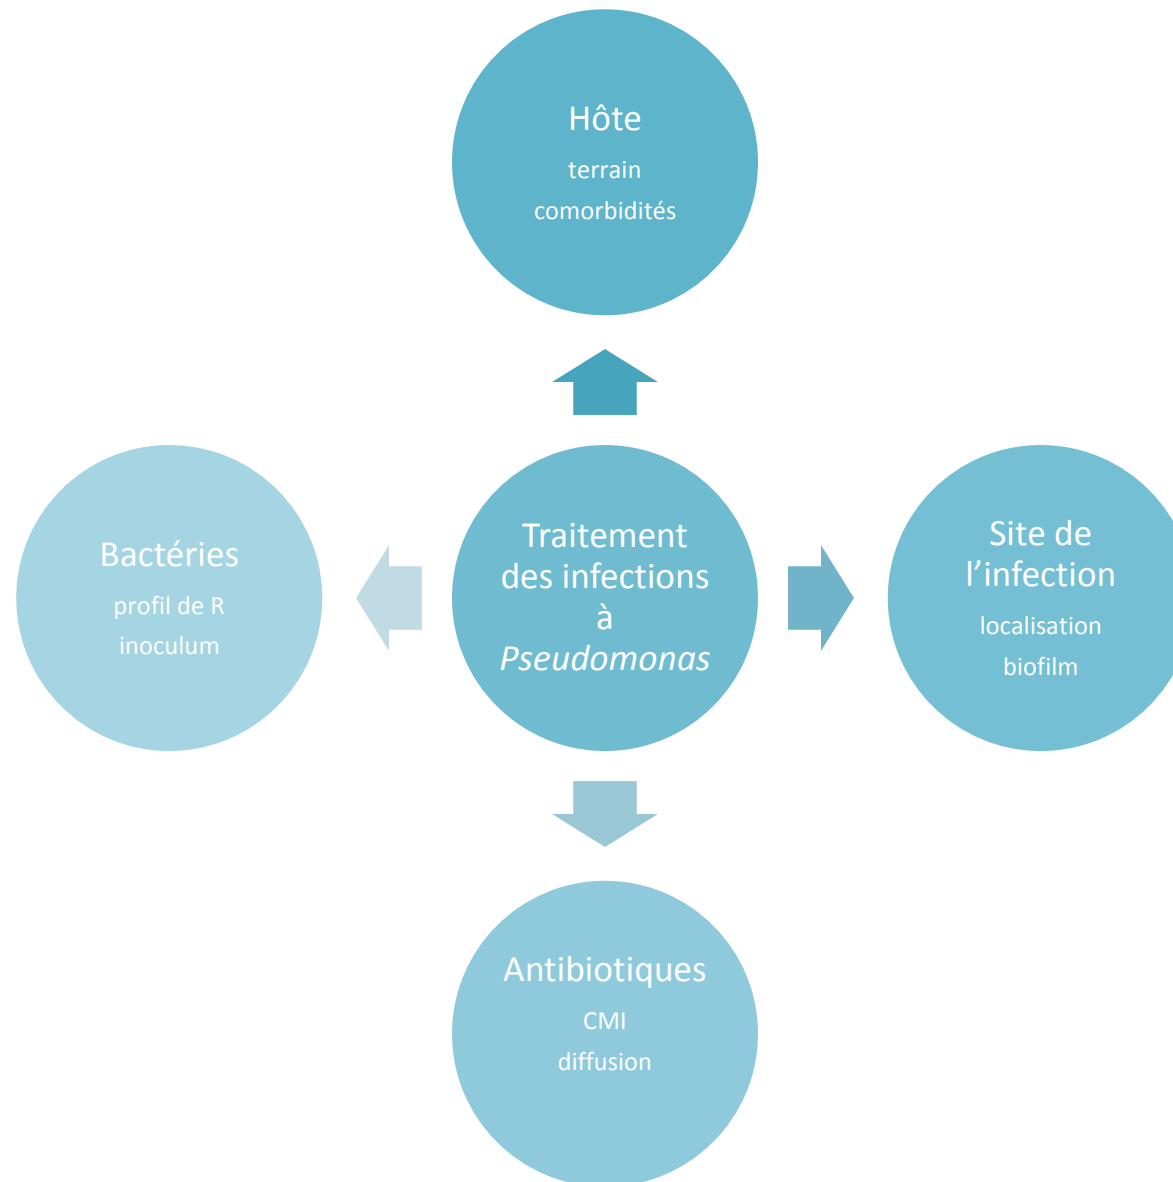 Hôte
terrain
comorbidités
Bactéries
profil de R
inoculum
Traitement
des infections
à
Pseudomonas
Site de
l’infection
localisation
biofilm
Antibiotiques
CMI
diffusion